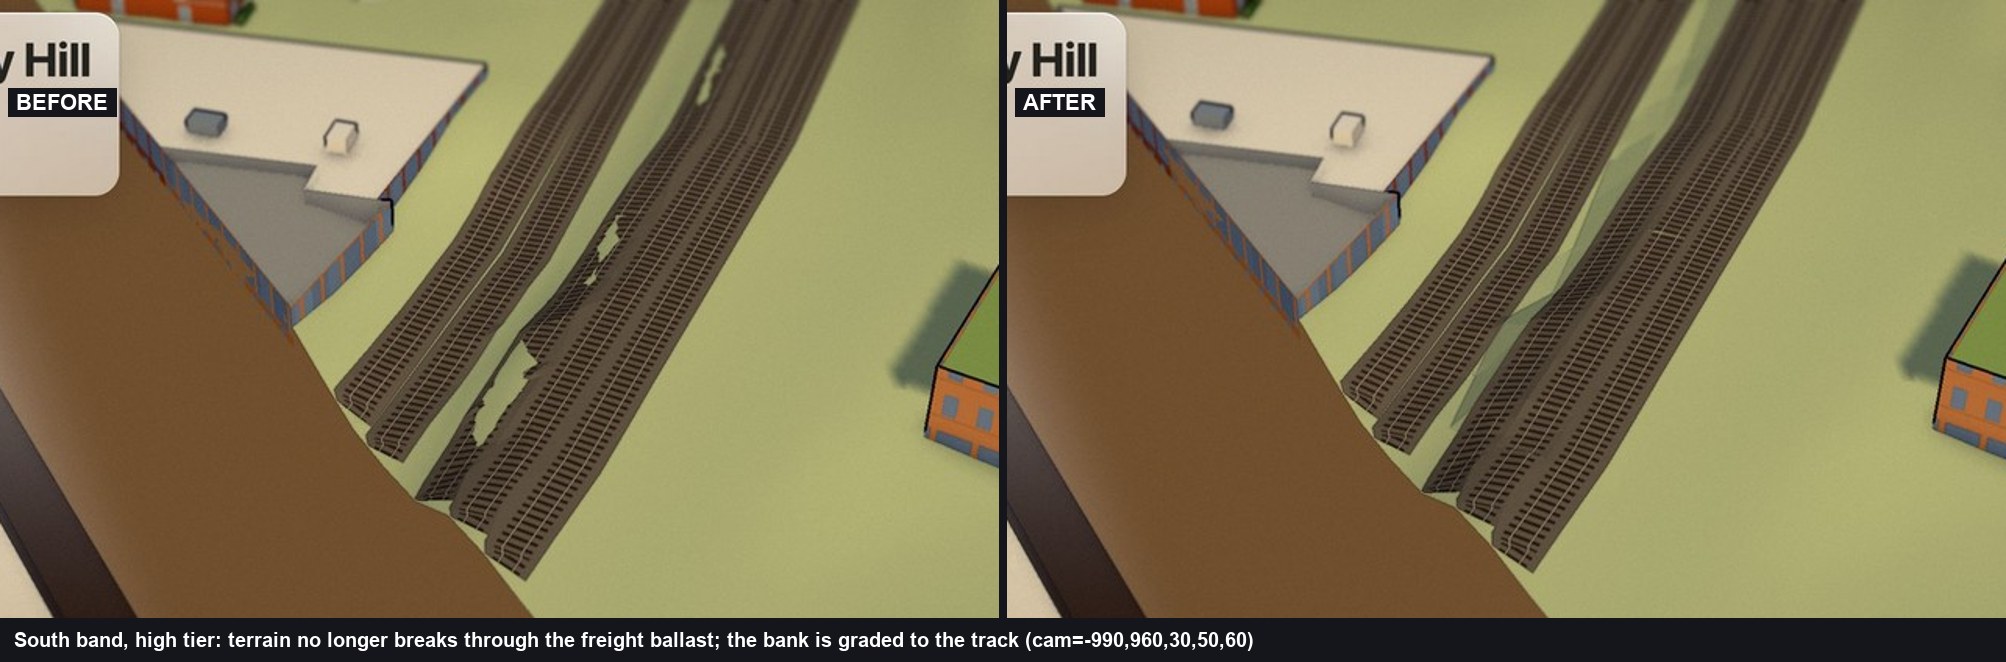 y Hill
BEFORE
y Hill
AFTER
South band, high tier: terrain no longer breaks through the freight ballast; the bank is graded to the track (cam=-990,960,30,50,60)